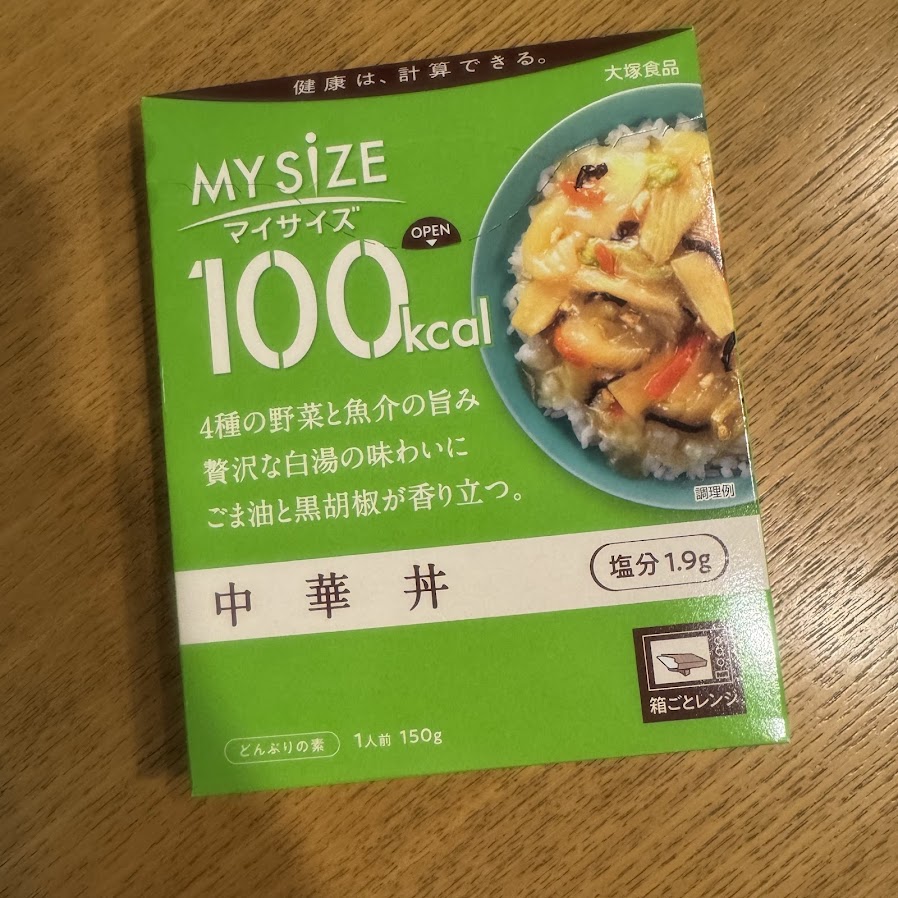 健康は、計算できる。
大塚食品
MY SiZE
マイサイズ
OPEN
100kcal
4種の野菜と魚介の旨み
贅沢な白湯の味わいに
ごま油と黒胡椒が香り立つ。
調理例
中華丼
塩分1.9g
箱ごとレンジ
どんぶりの素 1人前 150g